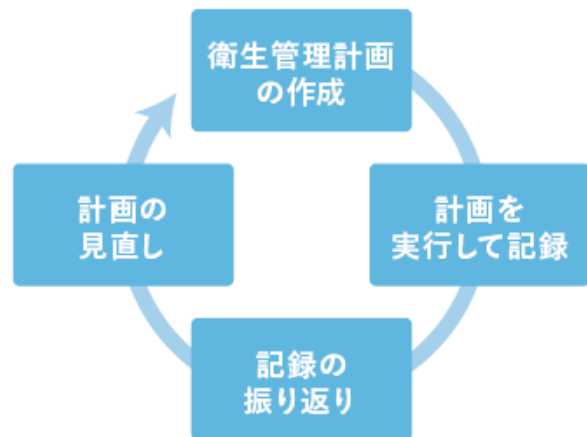 衛生管理計画
の作成
計画を
実行して記録
記録の
振り返り
計画の
見直し